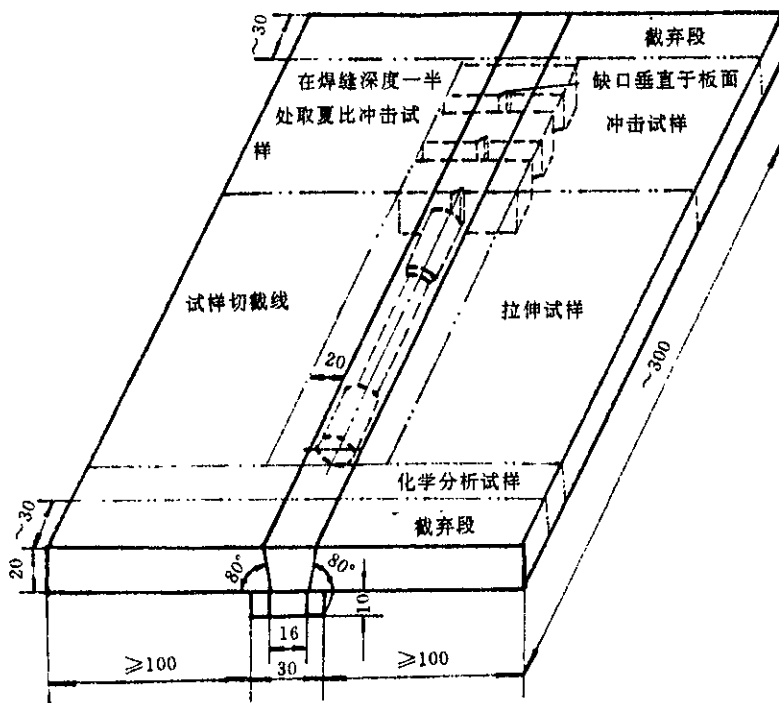 ~30
截弃段
在焊缝深度一半
处取夏比冲击试
样
缺口垂直于板面
冲击试样
试样切截线
拉伸试样
20
~300
化学分析试样
~30
截弃段
20
80°
80°
10
16
≥100
30
≥100